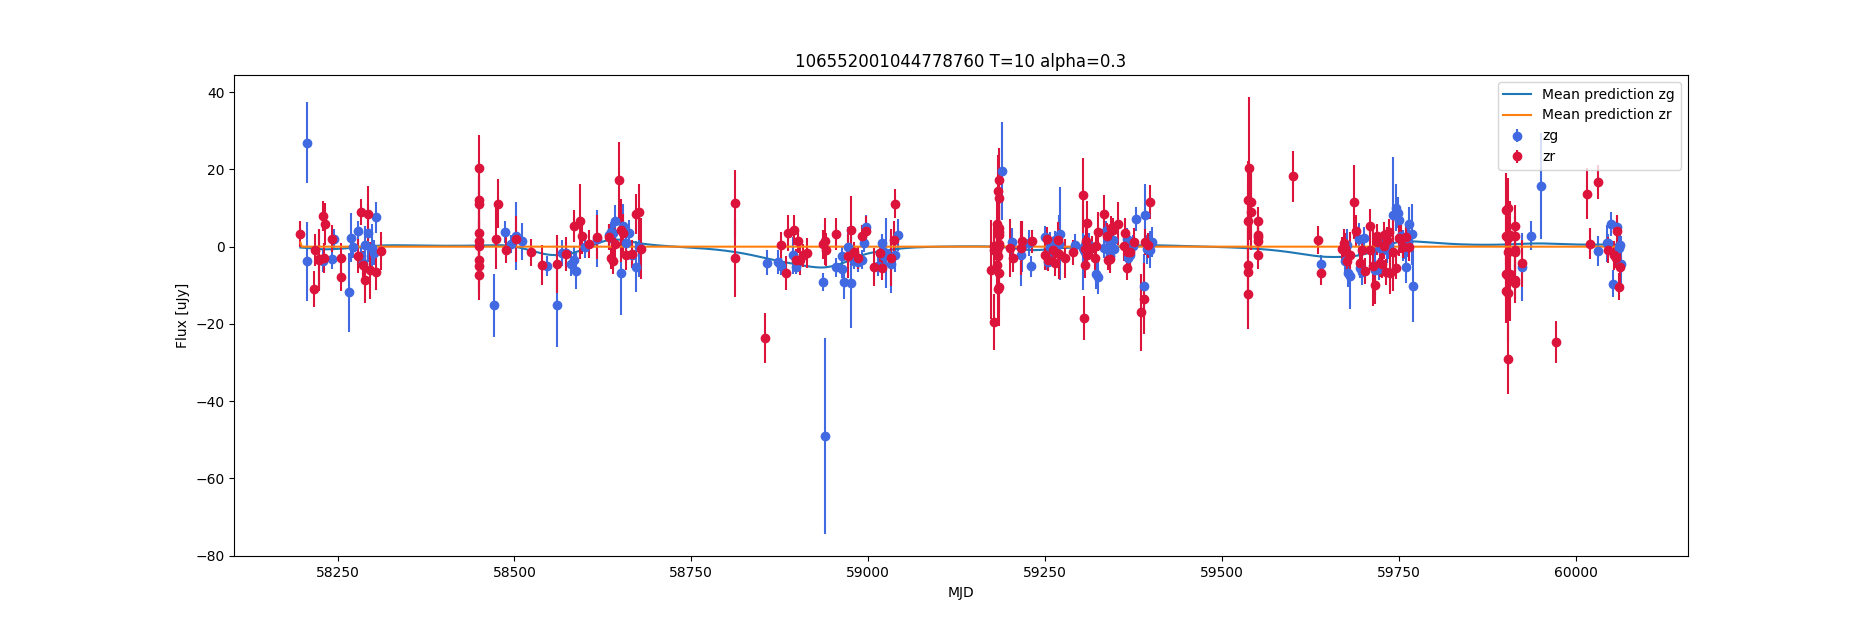 106552001044778760 T=10 alpha=0.3
Mean prediction zg
Mean prediction zr
zg
zr
Flux [uJy]
40
20
0
−20
−40
−60
−80
58250 58500 58750 59000 59250 59500 59750 60000
MJD